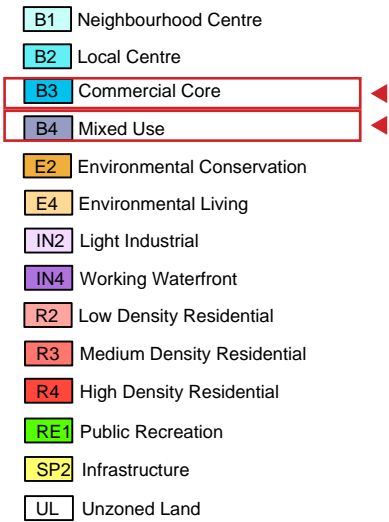 B1 Neighbourhood Centre
B2 Local Centre
B3 Commercial Core
B4 Mixed Use
E2 Environmental Conservation
E4 Environmental Living
IN2 Light Industrial
IN4 Working Waterfront
R2 Low Density Residential
R3 Medium Density Residential
R4 High Density Residential
RE1 Public Recreation
SP2 Infrastructure
UL Unzoned Land